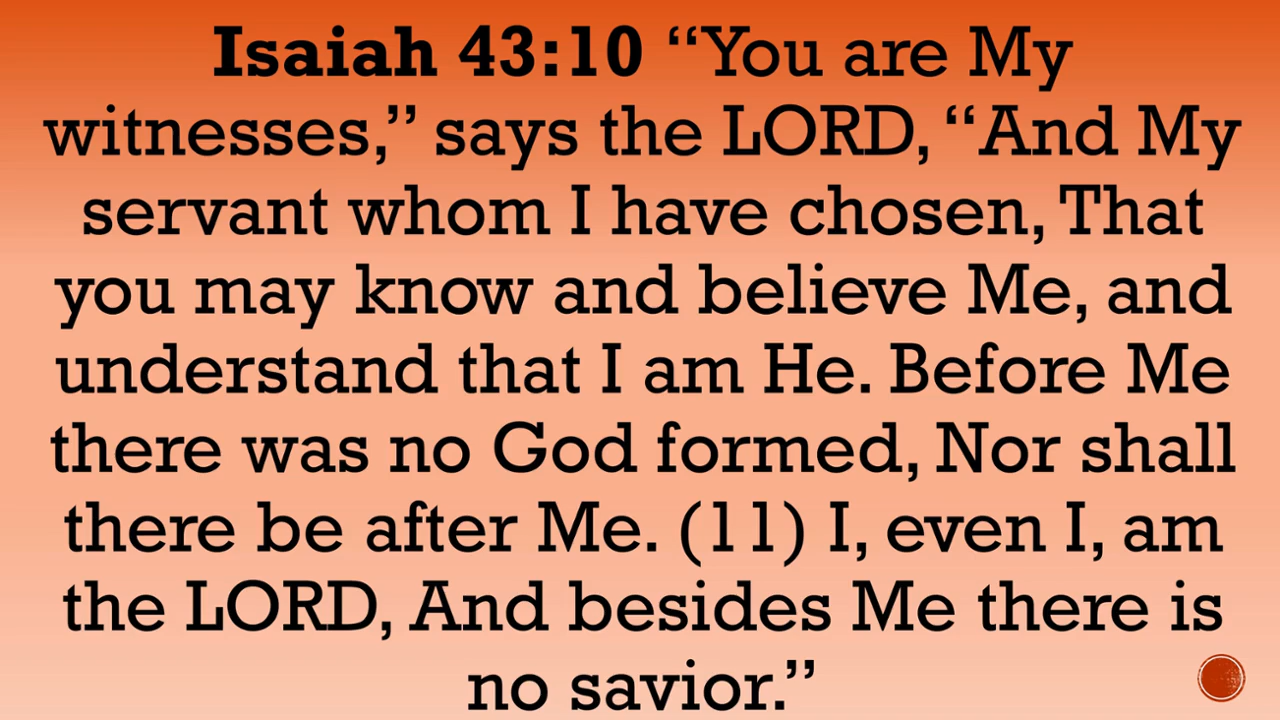 Isaiah 43:10 “You are My
witnesses,” says the LORD, “And My
servant whom I have chosen, That
you may know and believe Me, and
understand that I am He. Before Me
there was no God formed, Nor shall
there be after Me. (11) I, even I, am
the LORD, And besides Me there is
no savior.”